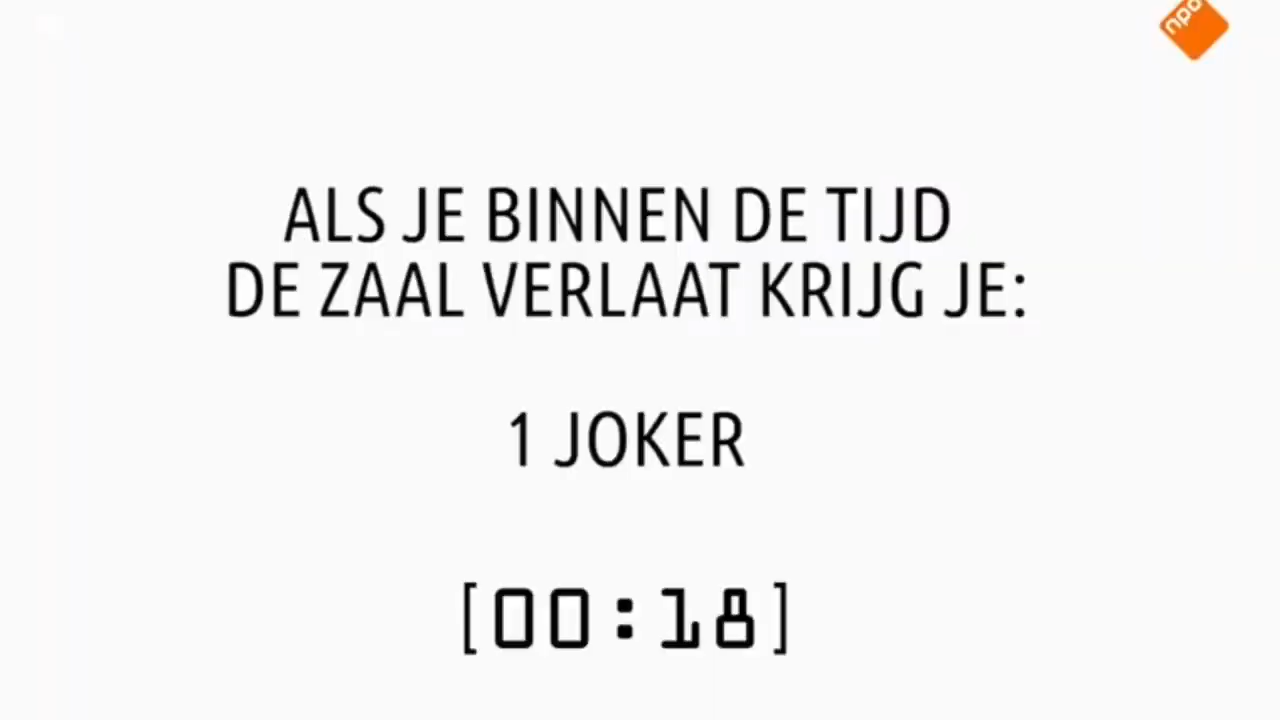 npo
ALS JE BINNEN DE TIJD
DE ZAAL VERLAAT KRIJG JE:
1 JOKER
[00:18]